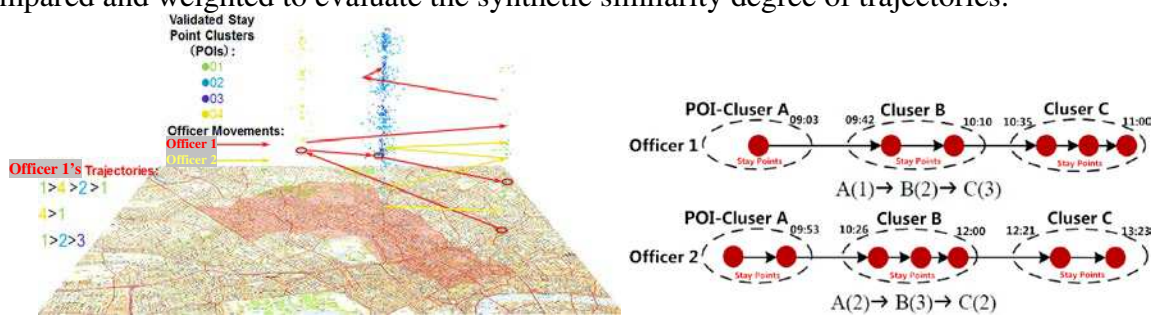 mpared and weighted to evaluate the synthetic similarity degree of trajectories.
Validated Stay
Point Clusters
(POIs) :
01
02
03
04
Officer Movements:
Officer 1
Officer 2
Officer 1's Trajectories:
1>4>2>1
4>1
1>2>3
POI-Cluser A
Cluser B
Cluser C
09:03
09:42
10:10
10:35
11:00
Officer 1
Stay Points
Stay Points
Stay Points
A(1)→ B(2)→ C(3)
POI-Cluser A
Cluser B
Cluser C
09:53
10:26
12:00
12:21
13:23
Officer 2
Stay Points
Stay Points
Stay Points
A(2)→ B(3)→ C(2)